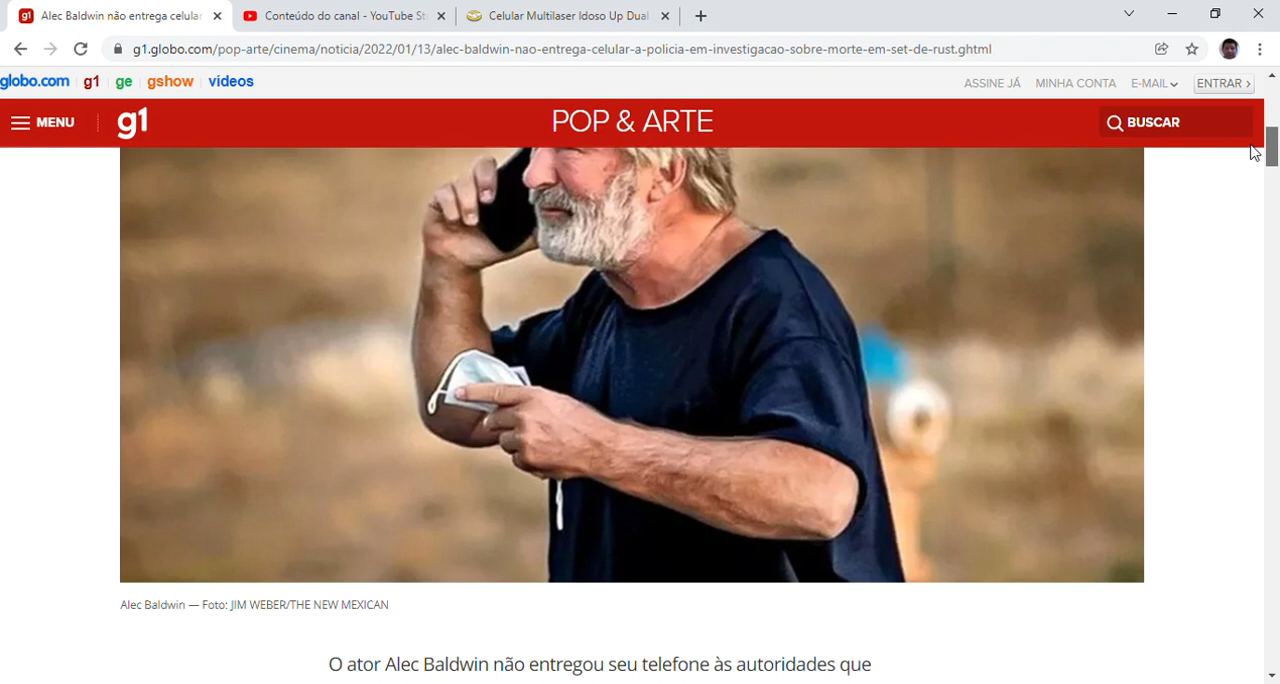 g1 Alec Baldwin não entrega celular
Conteúdo do canal - YouTube St
Celular Multilaser Idoso Up Dual
g1.globo.com/pop-arte/cinema/noticia/2022/01/13/alec-baldwin-nao-entrega-celular-a-policia-em-investigacao-sobre-morte-em-set-de-rust.ghtml
globo.com g1 ge gshow videos ASSINE JÁ MINHA CONTA E-MAIL ENTRAR
MENU g1 POP & ARTE BUSCAR
Alec Baldwin — Foto: JIM WEBER/THE NEW MEXICAN
O ator Alec Baldwin não entregou seu telefone às autoridades que